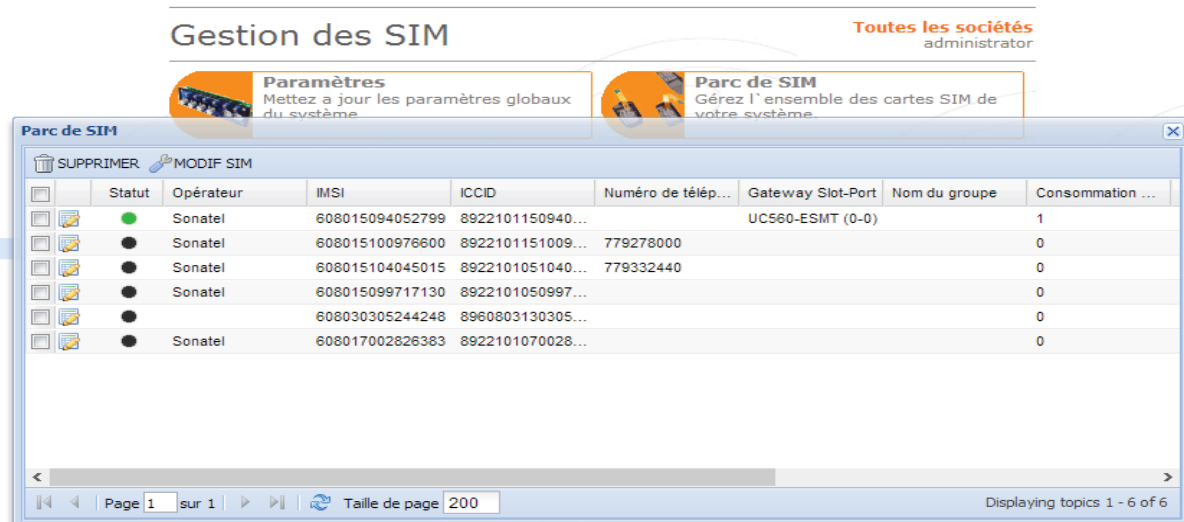 Gestion des SIM
Toutes les sociétés
administrator
Paramètres
Mettez a jour les paramètres globaux
du système
Parc de SIM
Gérez l`ensemble des cartes SIM de
votre système.
Parc de SIM
SUPPRIMER MODIF SIM
Statut Opérateur IMSI ICCID Numéro de télép... Gateway Slot-Port Nom du groupe Consommation ...
Sonatel 608015094052799 8922101150940... UC560-ESMT (0-0) 1
Sonatel 608015100976600 8922101151009... 779278000 0
Sonatel 608015104045015 8922101051040... 779332440 0
Sonatel 608015099717130 8922101050997... 0
608030305244248 8960803130305... 0
Sonatel 608017002826383 8922101070028... 0
Page 1 sur 1 Taille de page 200 Displaying topics 1 - 6 of 6